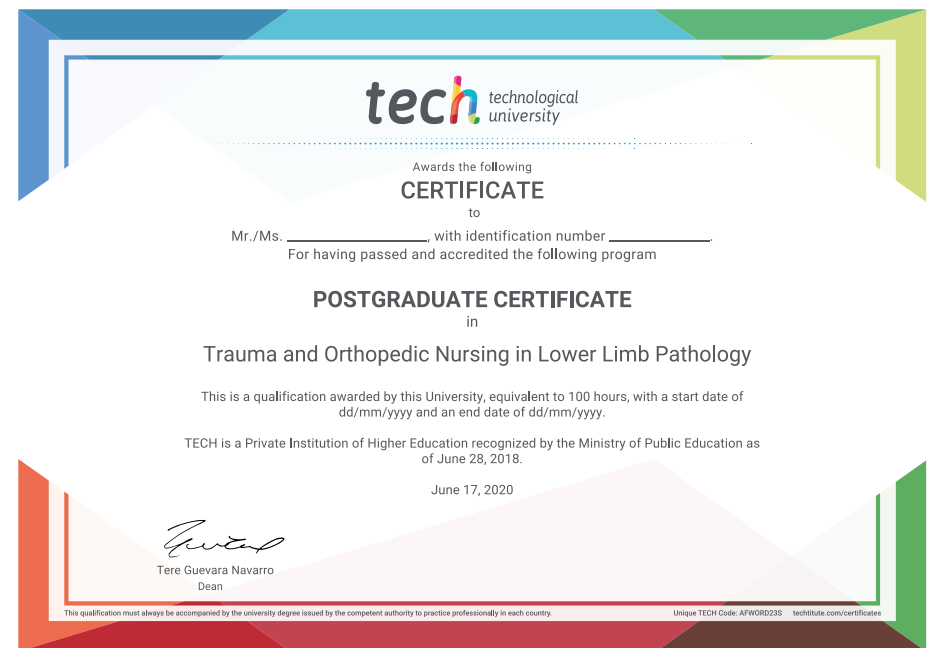 tech technological
university
Awards the following
CERTIFICATE
to
Mr./Ms. ____________________, with identification number ______________.
For having passed and accredited the following program
POSTGRADUATE CERTIFICATE
in
Trauma and Orthopedic Nursing in Lower Limb Pathology
This is a qualification awarded by this University, equivalent to 100 hours, with a start date of
dd/mm/yyyy and an end date of dd/mm/yyyy.
TECH is a Private Institution of Higher Education recognized by the Ministry of Public Education as
of June 28, 2018.
June 17, 2020
Tere Guevara Navarro
Dean
This qualification must always be accompanied by the university degree issued by the competent authority to practice professionally in each country. Unique TECH Code: AFWORD23S techtitute.com/certificates